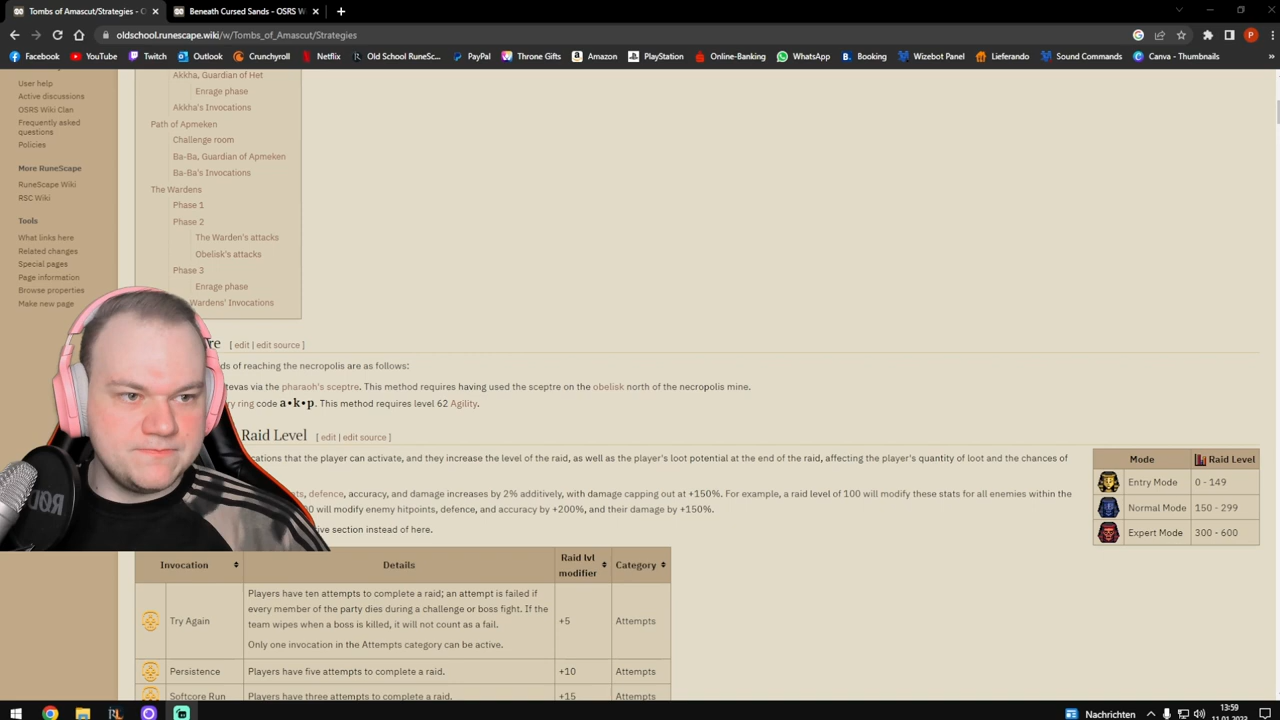 Tombs of Amascut/Strategies - O
Beneath Cursed Sands - OSRS W
oldschool.runescape.wiki/w/Tombs_of_Amascut/Strategies
P
Facebook YouTube Twitch Outlook Crunchyroll Netflix Old School RuneSc... PayPal Throne Gifts Amazon PlayStation Online-Banking WhatsApp Booking Wizebot Panel Lieferando Sound Commands Canva - Thumbnails »
User help
Active discussions
OSRS Wiki Clan
Frequently asked
questions
Policies
More RuneScape
RuneScape Wiki
RSC Wiki
Tools
What links here
Related changes
Special pages
Page information
Browse properties
Make new page
Akkha, Guardian of Het
Enrage phase
Akkha's Invocations
Path of Apmeken
Challenge room
Ba-Ba, Guardian of Apmeken
Ba-Ba's Invocations
The Wardens
Phase 1
Phase 2
The Warden's attacks
Obelisk's attacks
Phase 3
Enrage phase
Wardens' Invocations
re [ edit | edit source ]
ds of reaching the necropolis are as follows:
tevas via the pharaoh's sceptre. This method requires having used the sceptre on the obelisk north of the necropolis mine.
ry ring code a•k•p. This method requires level 62 Agility.
Raid Level [ edit | edit source ]
cations that the player can activate, and they increase the level of the raid, as well as the player's loot potential at the end of the raid, affecting the player's quantity of loot and the chances of
ts, defence, accuracy, and damage increases by 2% additively, with damage capping out at +150%. For example, a raid level of 100 will modify these stats for all enemies within the
00 will modify enemy hitpoints, defence, and accuracy by +200%, and their damage by +150%.
ive section instead of here.
Mode Raid Level
Entry Mode 0 - 149
Normal Mode 150 - 299
Expert Mode 300 - 600
Invocation Details Raid lvl modifier Category
Try Again
Players have ten attempts to complete a raid; an attempt is failed if
every member of the party dies during a challenge or boss fight. If the
team wipes when a boss is killed, it will not count as a fail.
Only one invocation in the Attempts category can be active.
+5 Attempts
Persistence Players have five attempts to complete a raid. +10 Attempts
Softcore Run Players have three attempts to complete a raid. +15 Attempts
Nachrichten
13:59
11.01.2023